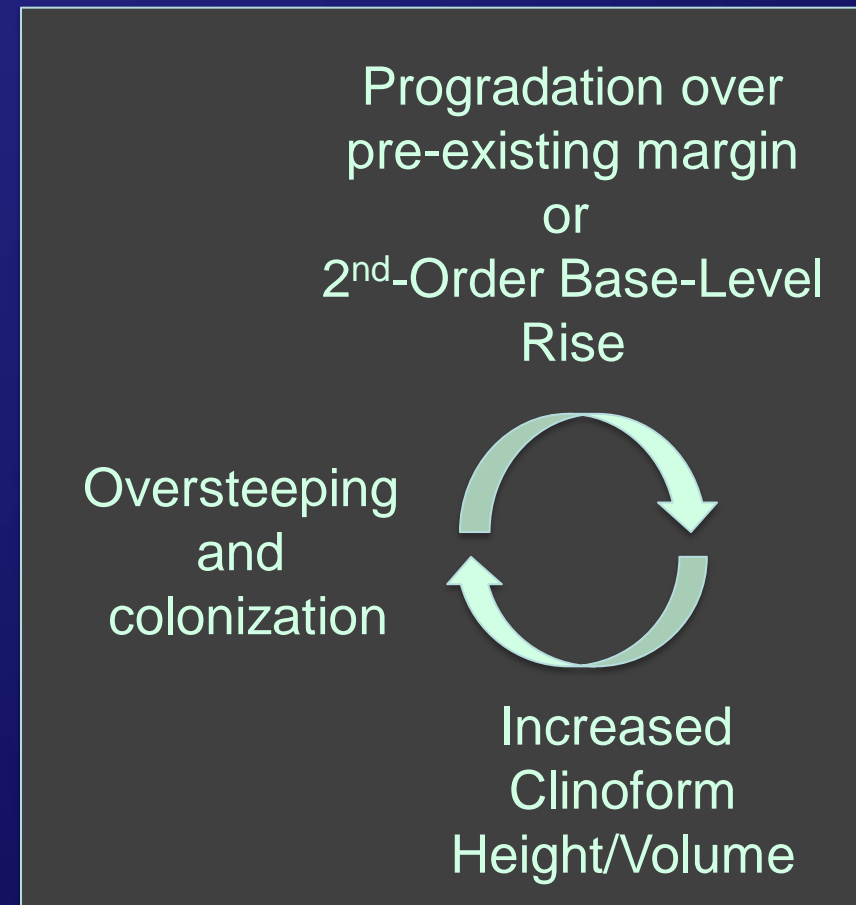 Progradation over
pre-existing margin
or
2nd-Order Base-Level
Rise
Oversteeping
and
colonization
Increased
Clinoform
Height/Volume